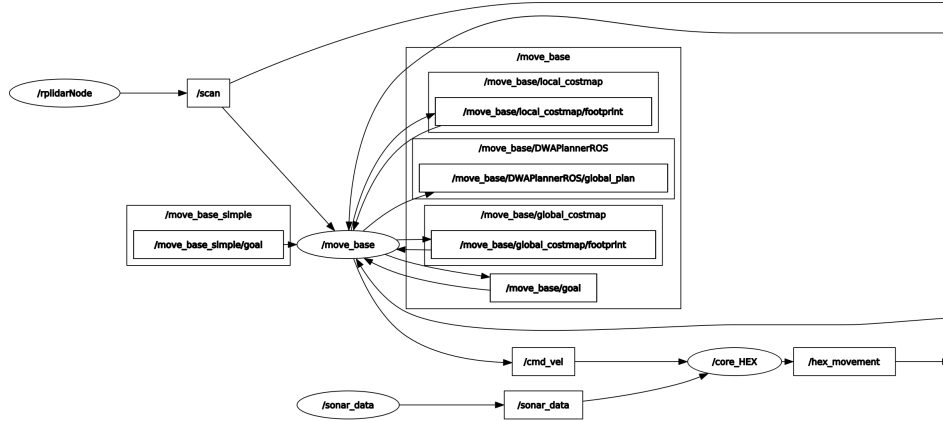 /move_base
/move_base/local_costmap
/rplidarNode
/scan
/move_base/local_costmap/footprint
/move_base/DWAPlannerROS
/move_base/DWAPlannerROS/global_plan
/move_base_simple
/move_base/global_costmap
/move_base_simple/goal
/move_base
/move_base/global_costmap/footprint
/move_base/goal
/cmd_vel
/core_HEX
/hex_movement
/sonar_data
/sonar_data